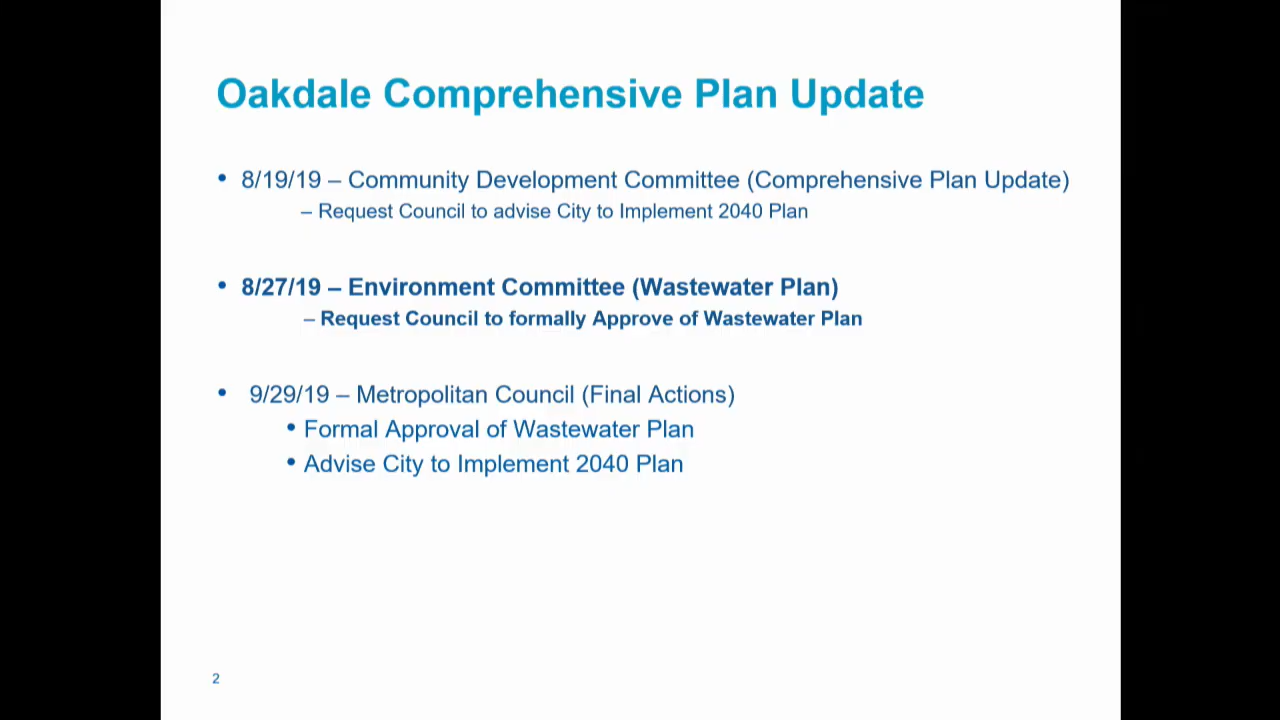 Oakdale Comprehensive Plan Update
• 8/19/19 – Community Development Committee (Comprehensive Plan Update)
– Request Council to advise City to Implement 2040 Plan
• 8/27/19 – Environment Committee (Wastewater Plan)
– Request Council to formally Approve of Wastewater Plan
• 9/29/19 – Metropolitan Council (Final Actions)
• Formal Approval of Wastewater Plan
• Advise City to Implement 2040 Plan
2